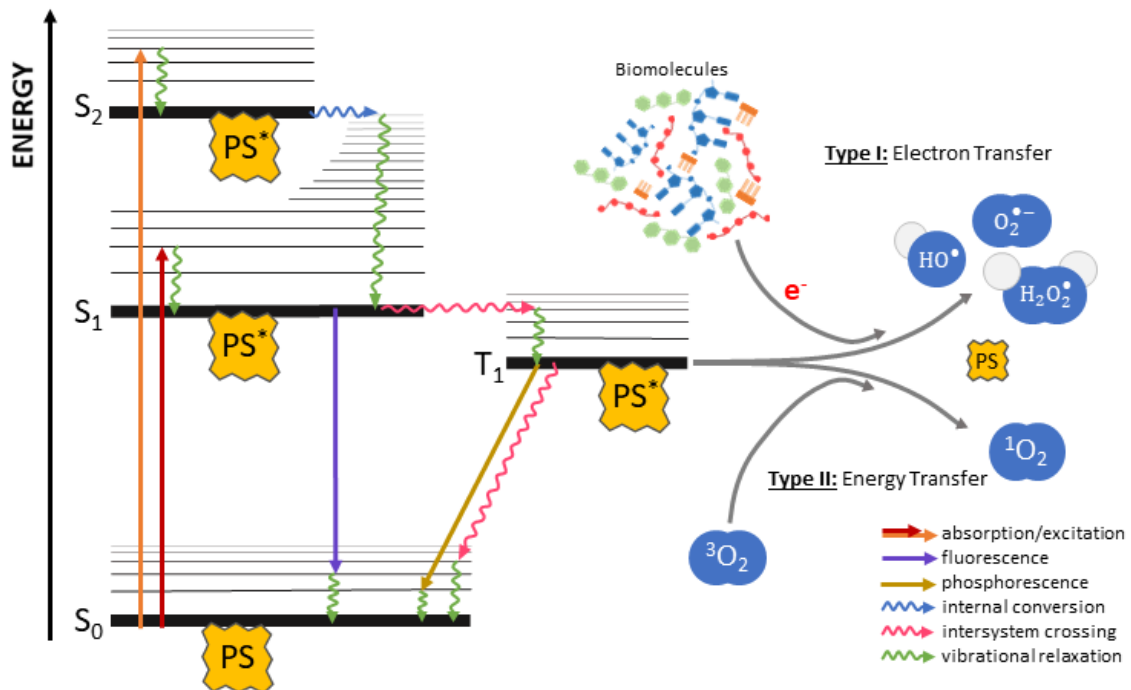 ENERGY
S₂
PS*
S₁
PS*
T₁
PS*
S₀
PS
Biomolecules
Type I: Electron Transfer
O₂•−
HO•
H₂O₂•
e-
PS
¹O₂
Type II: Energy Transfer
³O₂
absorption/excitation
fluorescence
phosphorescence
internal conversion
intersystem crossing
vibrational relaxation